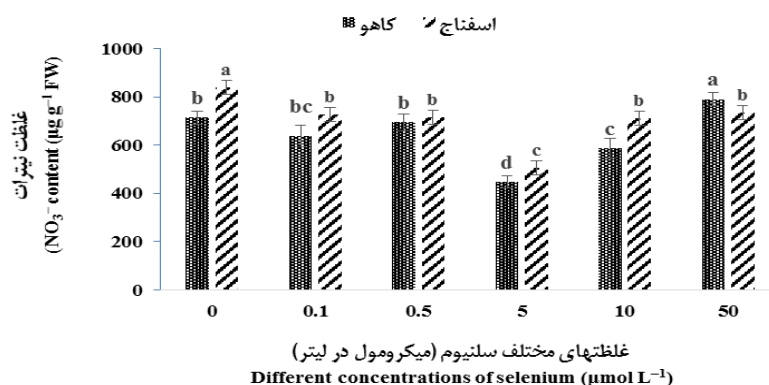 کاهو اسفناج
غلظت نیترات
(NO₃⁻ content (µg g⁻¹ FW)
1000
800
600
400
200
0
b a
bc b
b b
d c
c b
a b
0 0.1 0.5 5 10 50
غلظتهای مختلف سلنیوم (میکرومول در لیتر)
Different concentrations of selenium (µmol L⁻¹)